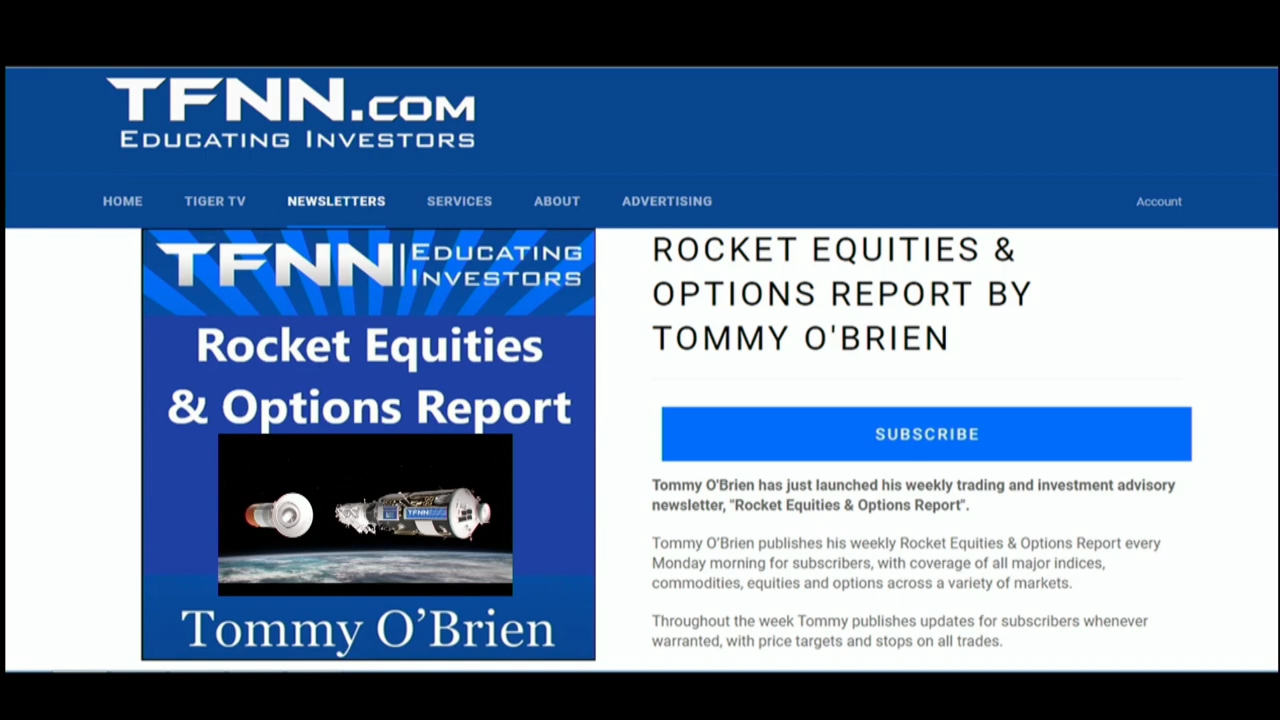 TFNN.COM
EDUCATING INVESTORS
HOME TIGER TV NEWSLETTERS SERVICES ABOUT ADVERTISING Account
TFNN EDUCATING
INVESTORS
Rocket Equities
& Options Report
TFNN
Tommy O’Brien
ROCKET EQUITIES &
OPTIONS REPORT BY
TOMMY O'BRIEN
SUBSCRIBE
Tommy O'Brien has just launched his weekly trading and investment advisory
newsletter, "Rocket Equities & Options Report".
Tommy O’Brien publishes his weekly Rocket Equities & Options Report every
Monday morning for subscribers, with coverage of all major indices,
commodities, equities and options across a variety of markets.
Throughout the week Tommy publishes updates for subscribers whenever
warranted, with price targets and stops on all trades.